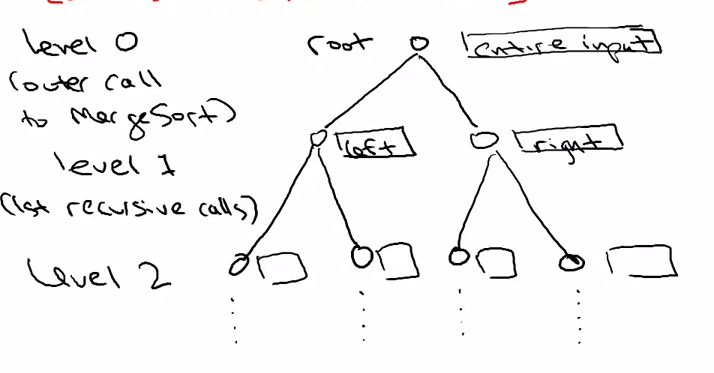 level 0 root entire input
(outer call
to MergeSort)
left right
level 1
(1st recursive calls)
level 2